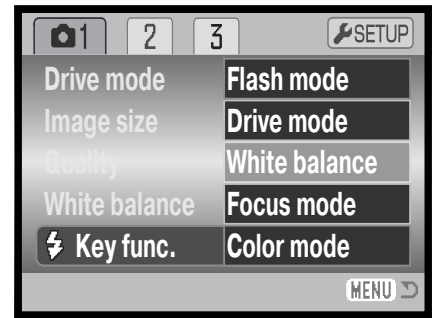 1 2 3 SETUP
Drive mode Flash mode
Image size Drive mode
Quality White balance
White balance Focus mode
Key func. Color mode
MENU